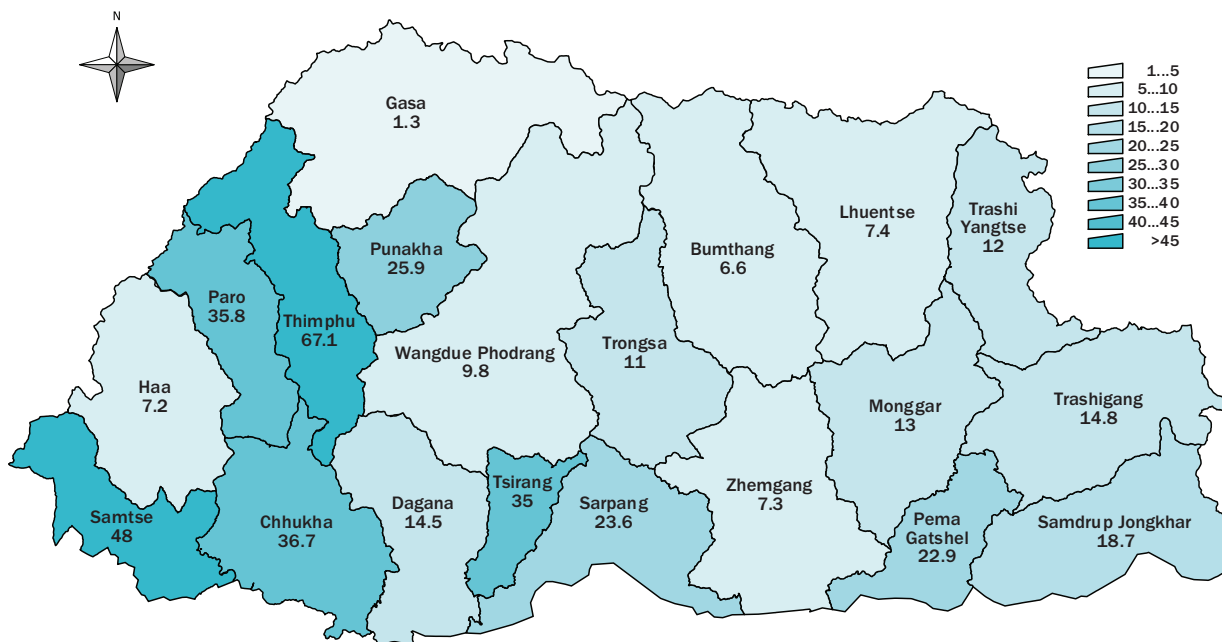 N
Gasa
1.3
Punakha
25.9
Paro
35.8
Thimphu
67.1
Haa
7.2
Wangdue Phodrang
9.8
Trongsa
11
Bumthang
6.6
Lhuentse
7.4
Trashi
Yangtse
12
Monggar
13
Trashigang
14.8
Samtse
48
Chhukha
36.7
Dagana
14.5
Tsirang
35
Sarpang
23.6
Zhemgang
7.3
Pema
Gatshel
22.9
Samdrup Jongkhar
18.7
1...5
5...10
10...15
15...20
20...25
25...30
30...35
35...40
40...45
>45